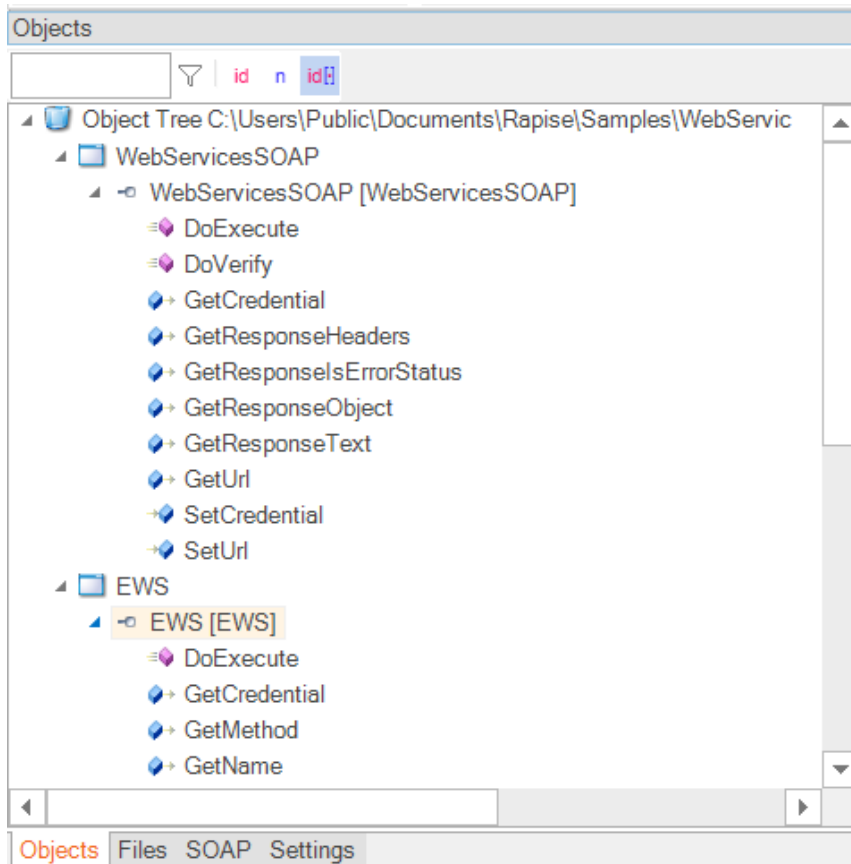 Objects
id n id[·]
Object Tree C:\Users\Public\Documents\Rapise\Samples\WebServic
WebServicesSOAP
WebServicesSOAP [WebServicesSOAP]
DoExecute
DoVerify
GetCredential
GetResponseHeaders
GetResponseIsErrorStatus
GetResponseObject
GetResponseText
GetUrl
SetCredential
SetUrl
EWS
EWS [EWS]
DoExecute
GetCredential
GetMethod
GetName
Objects Files SOAP Settings